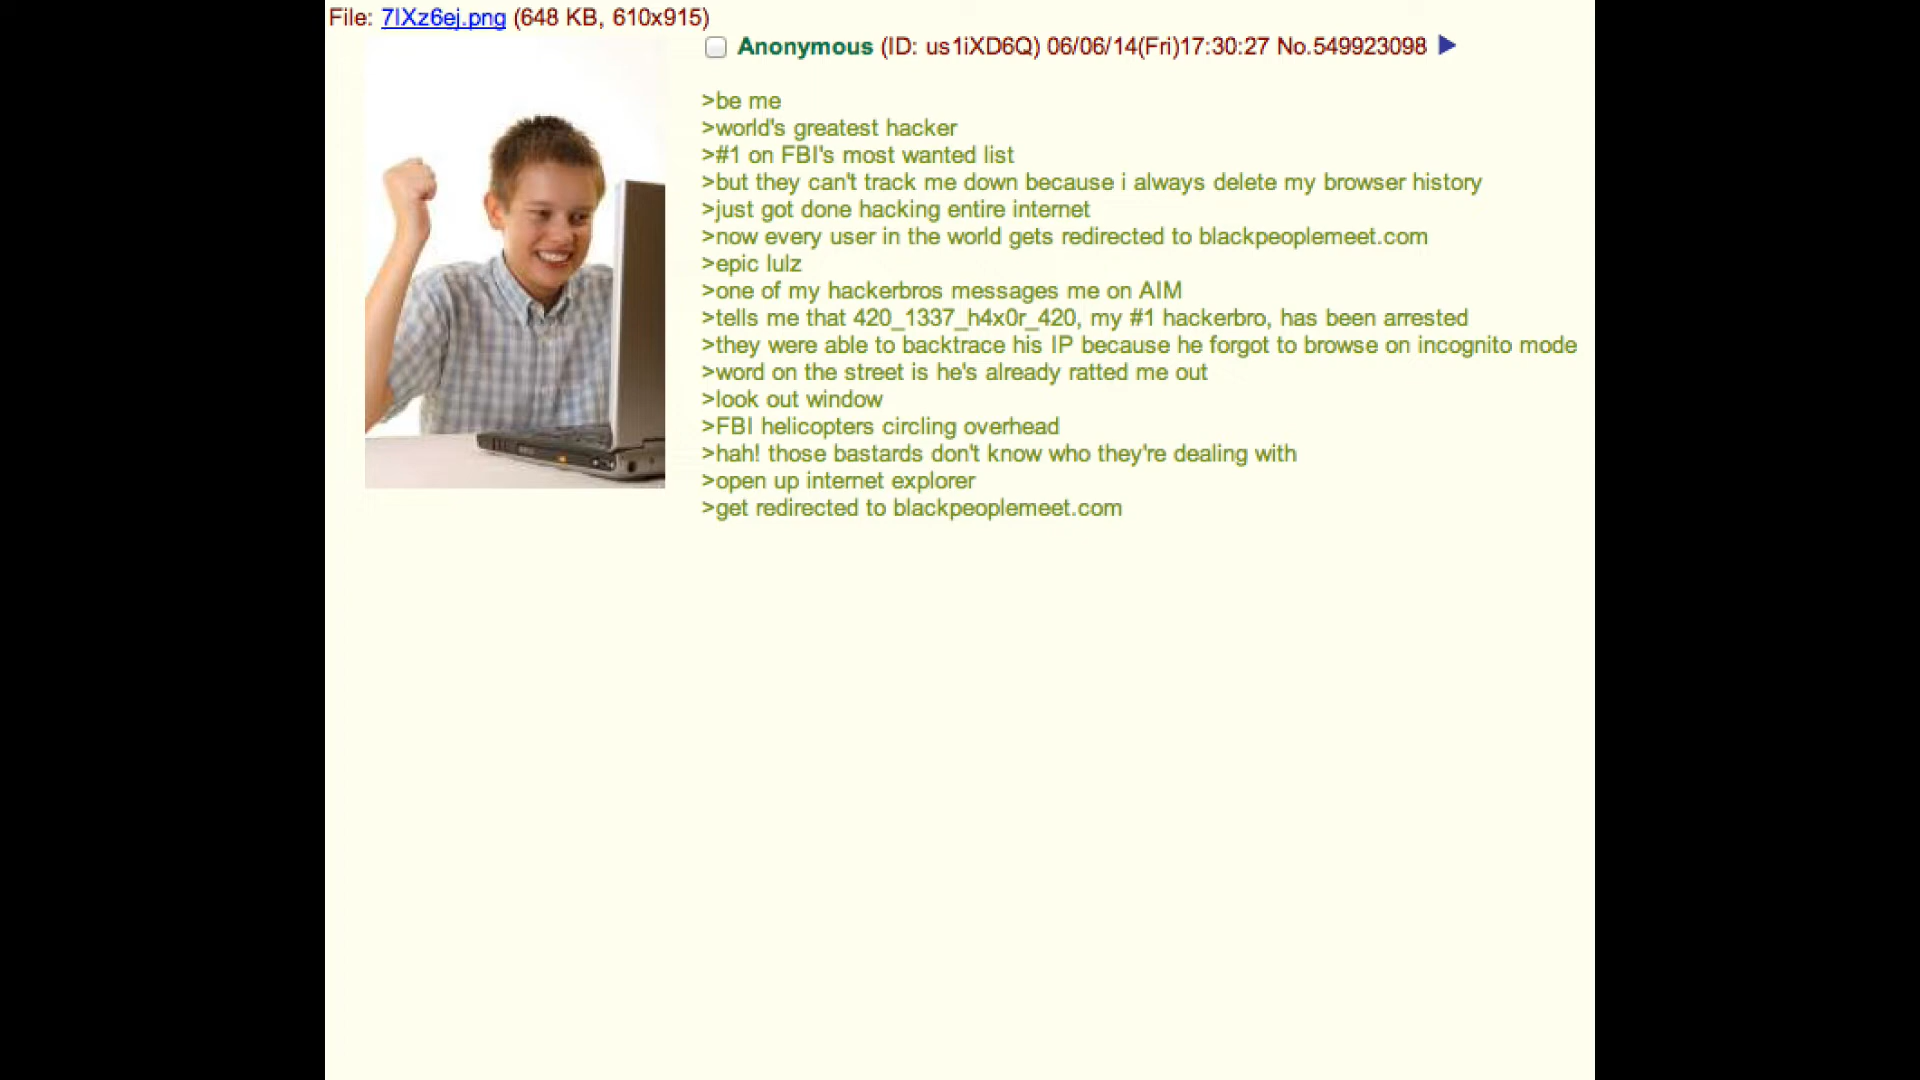 File: 7lXz6ej.png (648 KB, 610x915)
Anonymous (ID: us1iXD6Q) 06/06/14(Fri)17:30:27 No.549923098
>be me
>world's greatest hacker
>#1 on FBI's most wanted list
>but they can't track me down because i always delete my browser history
>just got done hacking entire internet
>now every user in the world gets redirected to blackpeoplemeet.com
>epic lulz
>one of my hackerbros messages me on AIM
>tells me that 420_1337_h4x0r_420, my #1 hackerbro, has been arrested
>they were able to backtrace his IP because he forgot to browse on incognito mode
>word on the street is he's already ratted me out
>look out window
>FBI helicopters circling overhead
>hah! those bastards don't know who they're dealing with
>open up internet explorer
>get redirected to blackpeoplemeet.com